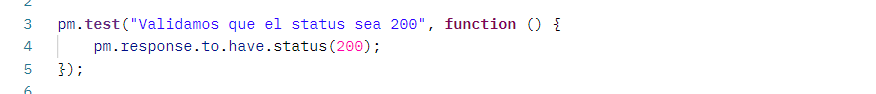 2
3 pm.test("Validamos que el status sea 200", function () {
4     pm.response.to.have.status(200);
5 });
6